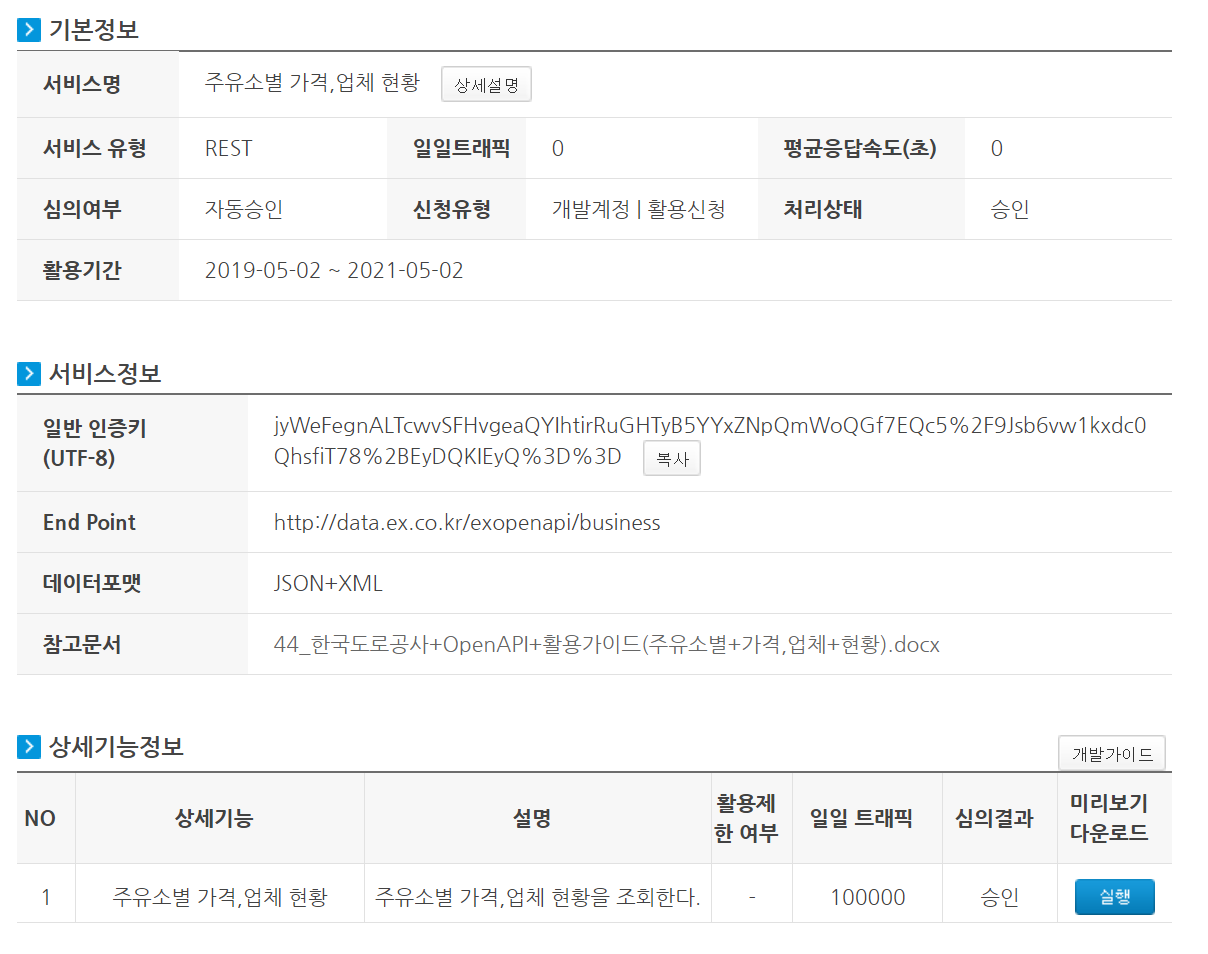 기본정보
서비스명 주유소별 가격,업체 현황 상세설명
서비스 유형 REST 일일트래픽 0 평균응답속도(초) 0
심의여부 자동승인 신청유형 개발계정 | 활용신청 처리상태 승인
활용기간 2019-05-02 ~ 2021-05-02
서비스정보
일반 인증키
(UTF-8)
jyWeFegnALTcwvSFHvgeaQYIhtirRuGHTyB5YYxZNpQmWoQGf7EQc5%2F9Jsb6vw1kxdc0
QhsfiT78%2BEyDQKIEyQ%3D%3D 복사
End Point http://data.ex.co.kr/exopenapi/business
데이터포맷 JSON+XML
참고문서 44_한국도로공사+OpenAPI+활용가이드(주유소별+가격,업체+현황).docx
상세기능정보 개발가이드
NO 상세기능 설명 활용제
한 여부 일일 트래픽 심의결과 미리보기
다운로드
1 주유소별 가격,업체 현황 주유소별 가격,업체 현황을 조회한다. - 100000 승인 실행